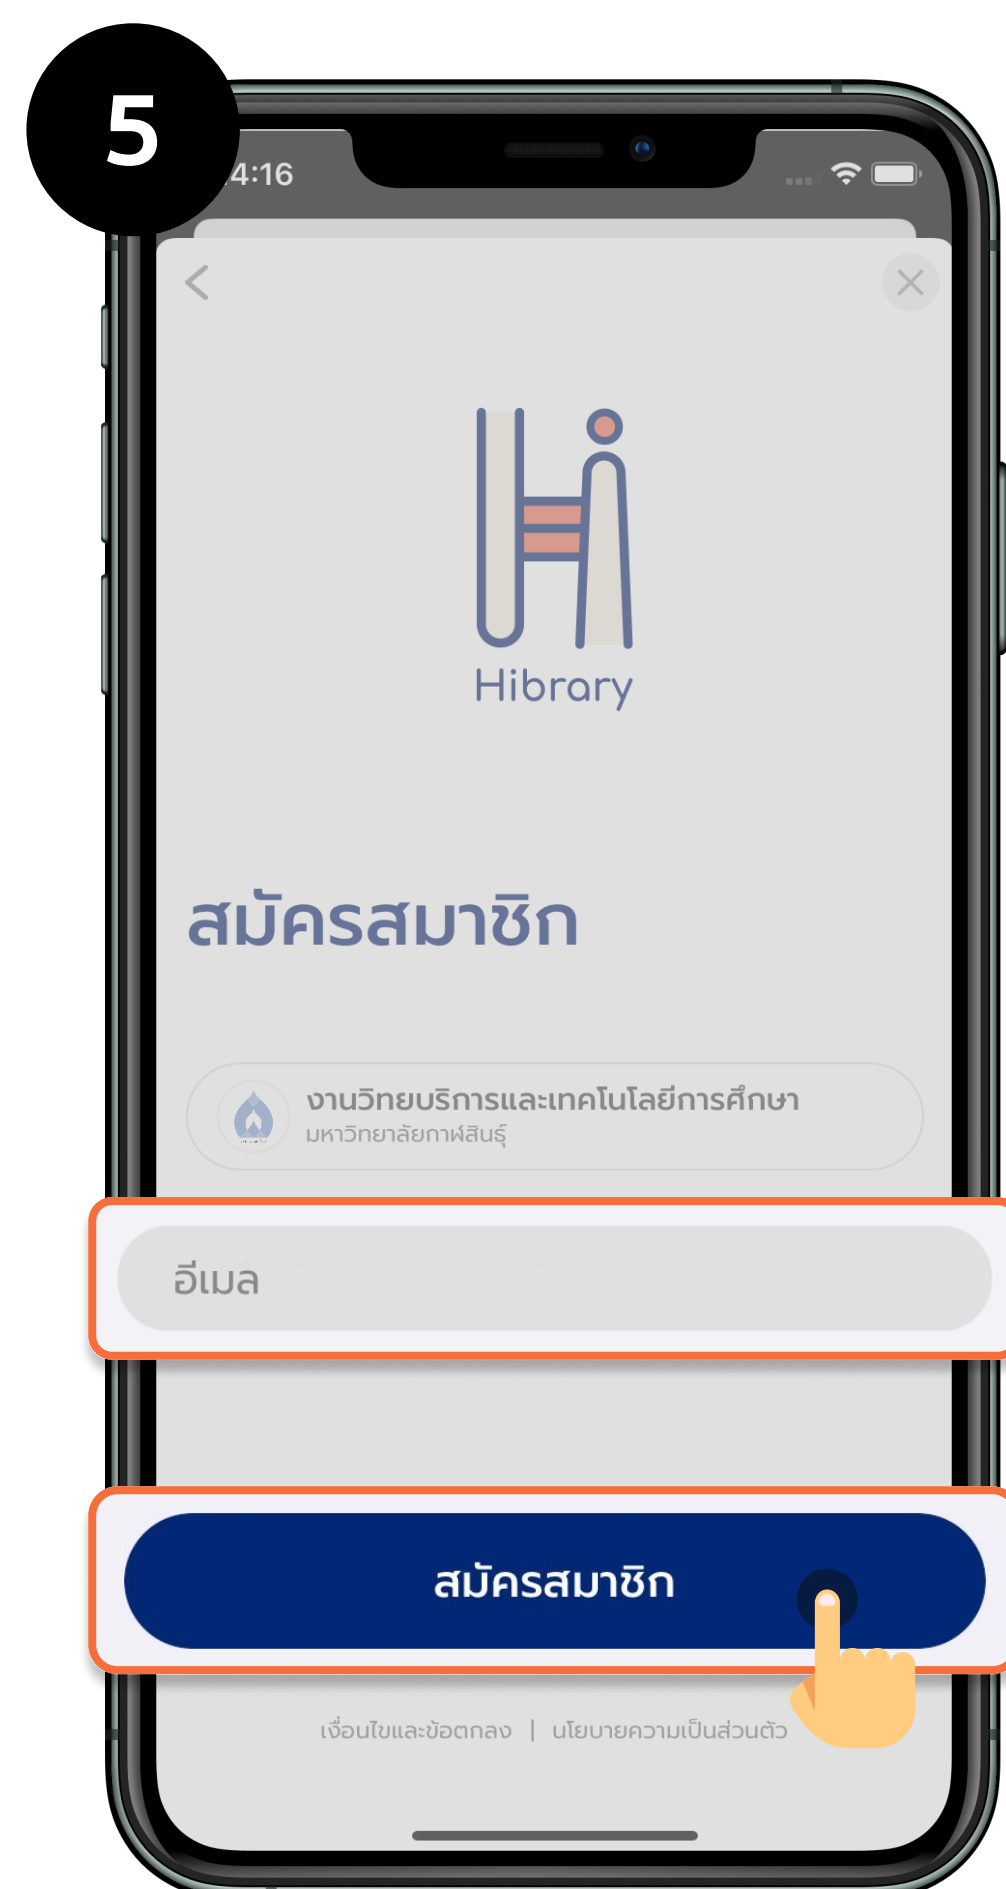 5
4:16
Hibrary
สมัครสมาชิก
งานวิทยบริการและเทคโนโลยีการศึกษา
มหาวิทยาลัยกาฬสินธุ์
อีเมล
สมัครสมาชิก
เงื่อนไขและข้อตกลง | นโยบายความเป็นส่วนตัว